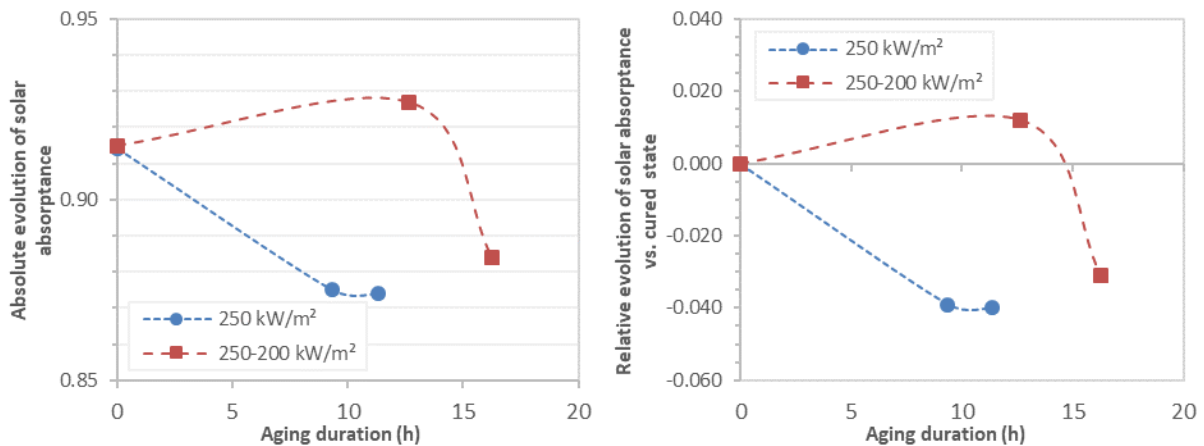 Absolute evolution of solar
absorptance
0.95
0.90
0.85
250 kW/m²
250-200 kW/m²
0
5
10
15
20
Aging duration (h)
Relative evolution of solar absorptance
vs. cured state
0.040
0.020
0.000
-0.020
-0.040
-0.060
250 kW/m²
250-200 kW/m²
0
5
10
15
20
Aging duration (h)